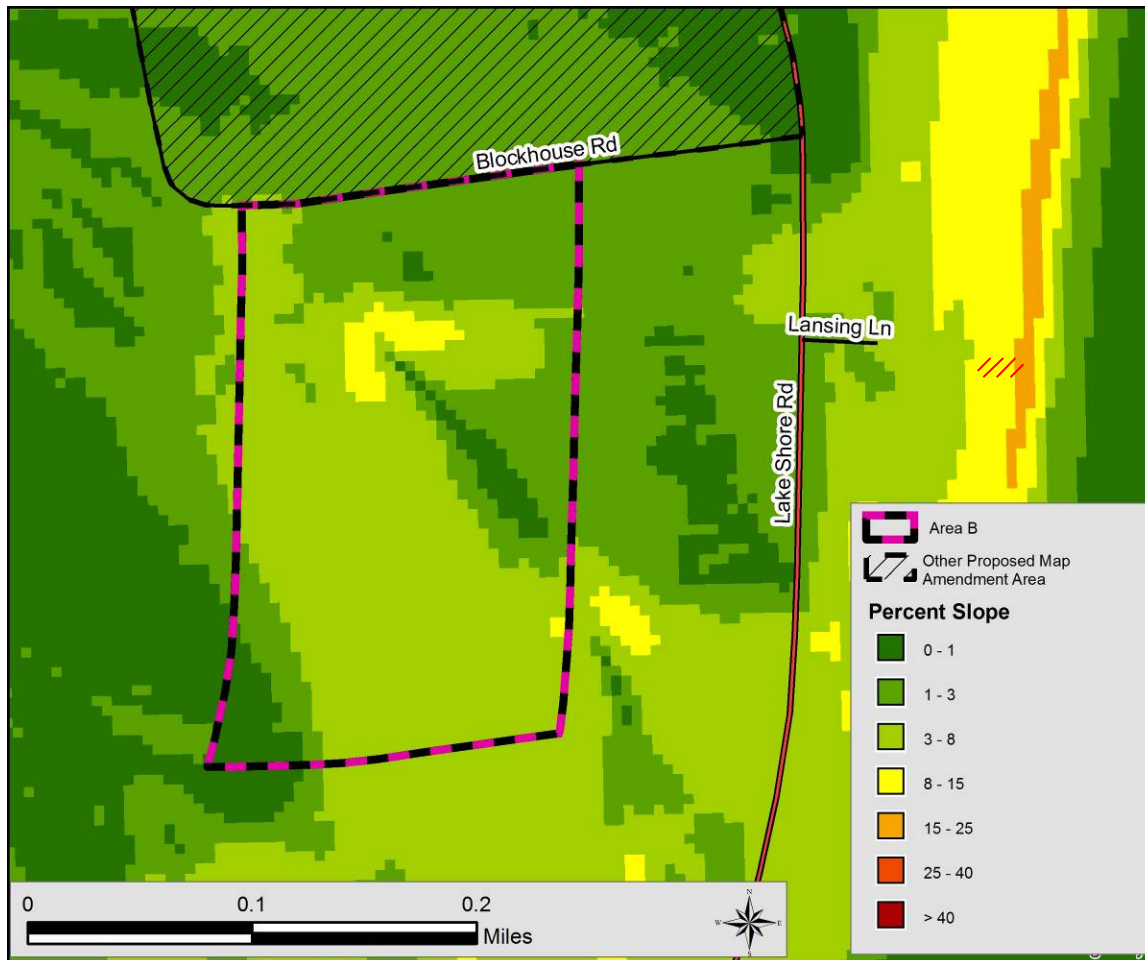 Blockhouse Rd
Lansing Ln
Lake Shore Rd
Area B
Other Proposed Map
Amendment Area
Percent Slope
0 - 1
1 - 3
3 - 8
8 - 15
15 - 25
25 - 40
> 40
0 0.1 0.2
Miles
N
W E
S